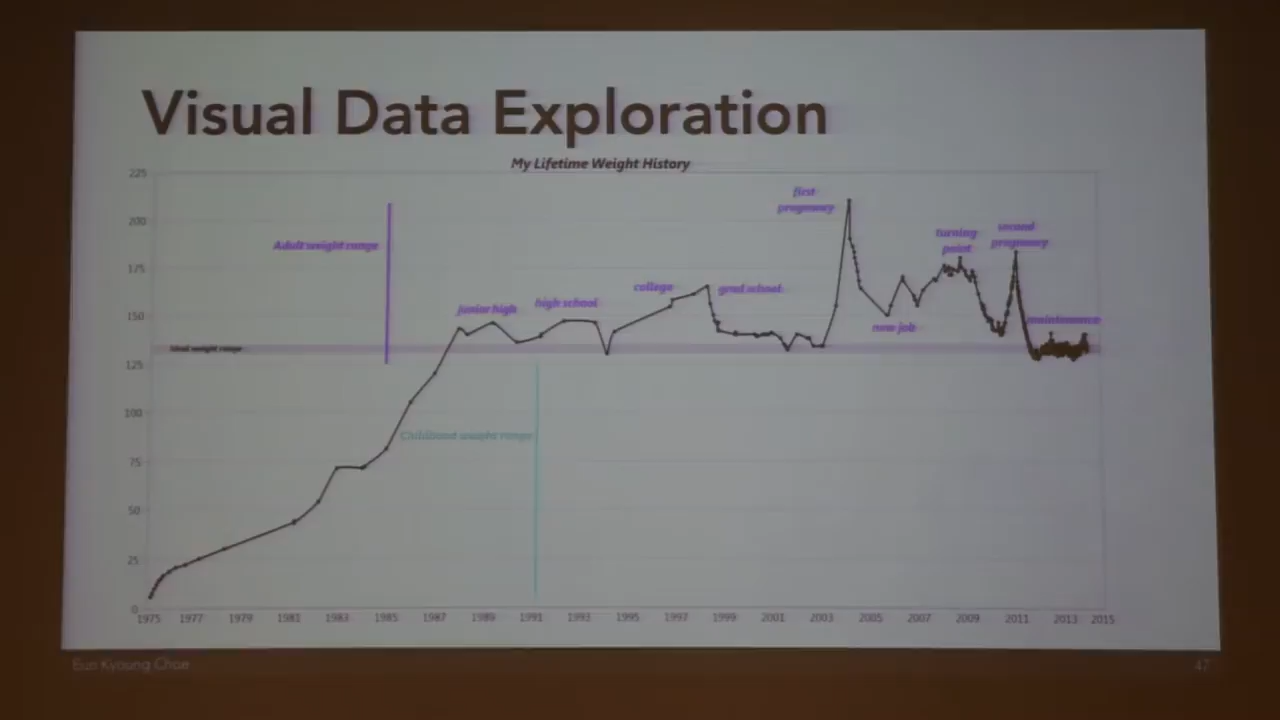 Visual Data Exploration
My Lifetime Weight History
225
200
175
150
125
100
75
50
25
0
first
pregnancy
Adult weight range
turning
point
second
pregnancy
college
grad school
junior high
high school
new job
maintenance
Ideal weight range
Childhood weight range
1975 1977 1979 1981 1983 1985 1987 1989 1991 1993 1995 1997 1999 2001 2003 2005 2007 2009 2011 2013 2015
Eun Kyoung Choe
47